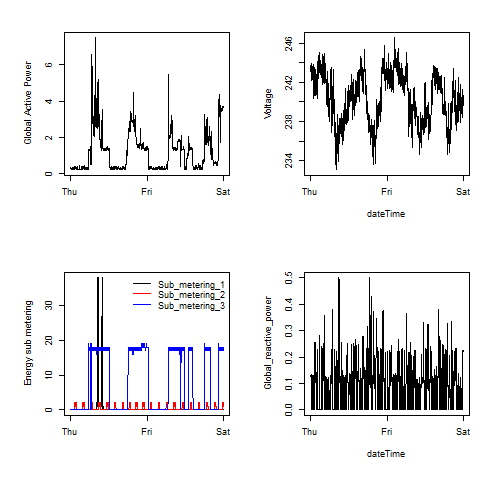 Global Active Power
0
2
4
6
Thu
Fri
Sat
Voltage
234
238
242
246
Thu
Fri
Sat
dateTime
Energy sub metering
0
10
20
30
Sub_metering_1
Sub_metering_2
Sub_metering_3
Thu
Fri
Sat
Global_reactive_power
0.0
0.1
0.2
0.3
0.4
0.5
Thu
Fri
Sat
dateTime